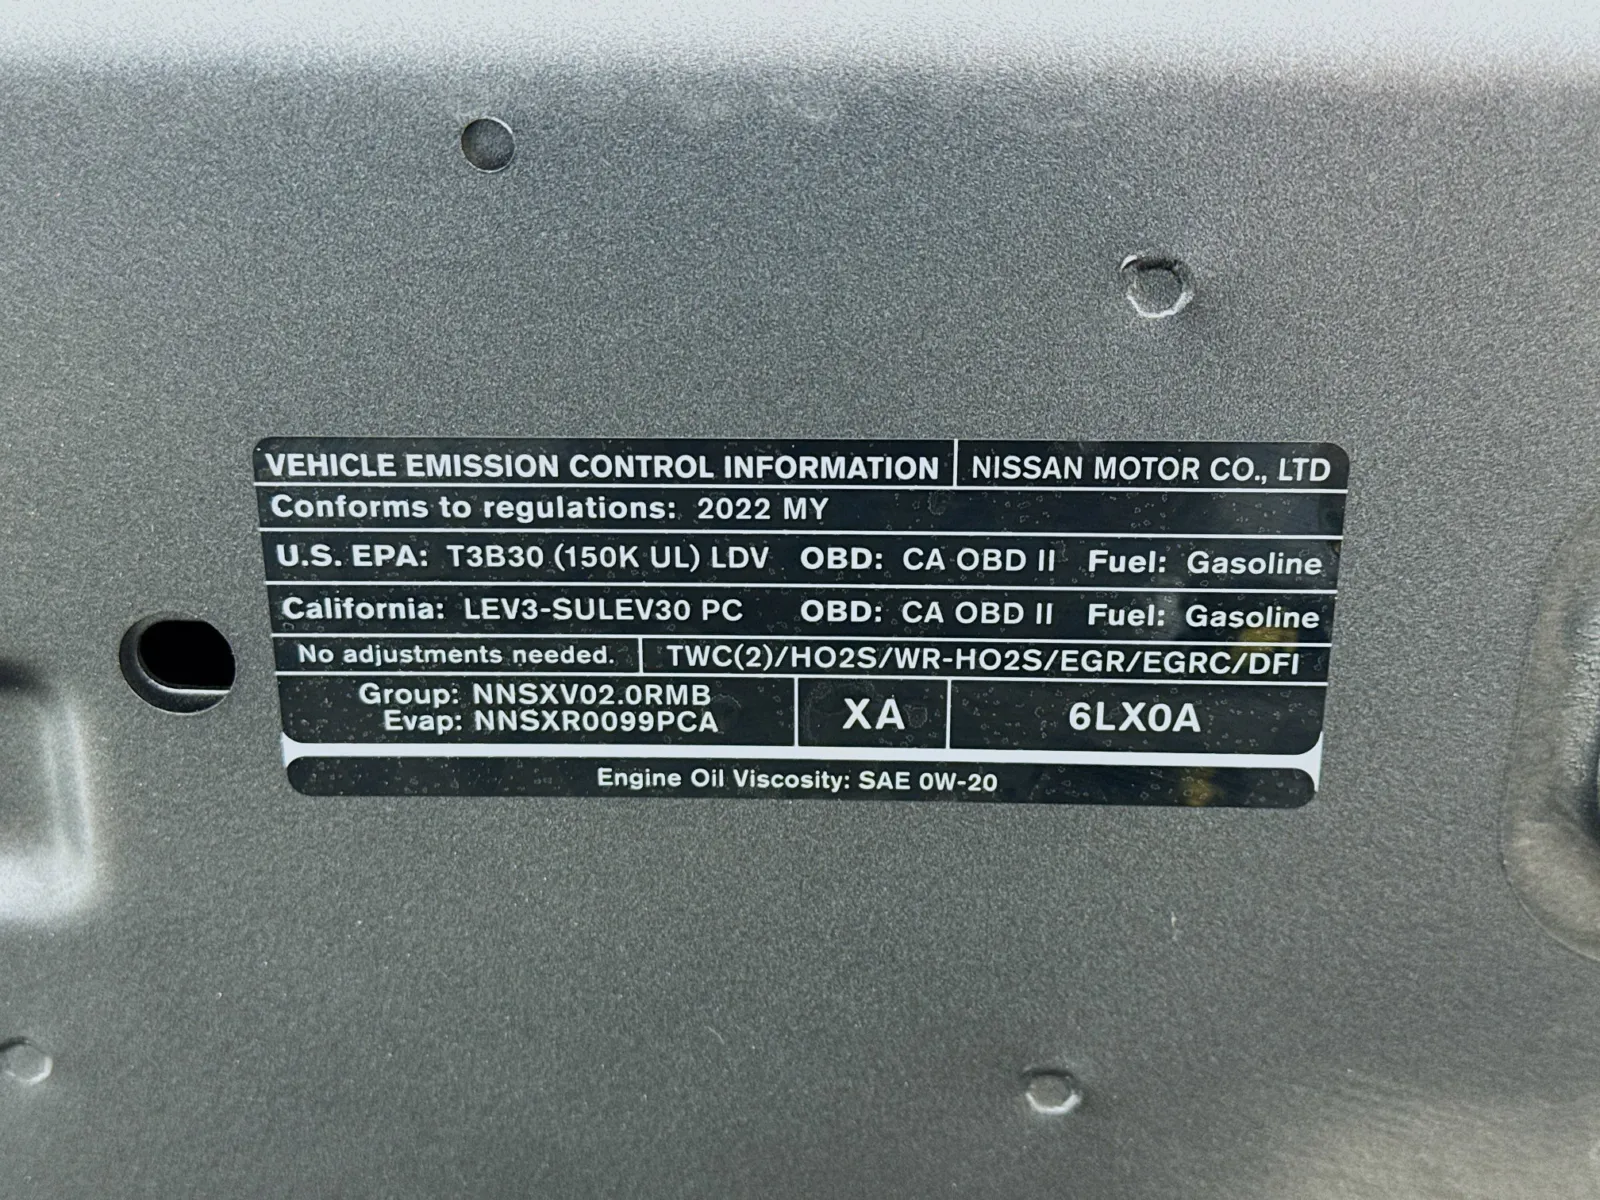 VEHICLE EMISSION CONTROL INFORMATION NISSAN MOTOR CO., LTD
Conforms to regulations: 2022 MY
U.S. EPA: T3B30 (150K UL) LDV OBD: CA OBD II Fuel: Gasoline
California: LEV3-SULEV30 PC OBD: CA OBD II Fuel: Gasoline
No adjustments needed. TWC(2)/HO2S/WR-HO2S/EGR/EGRC/DFI
Group: NNSXV02.0RMB
Evap: NNSXR0099PCA
XA
6LX0A
Engine Oil Viscosity: SAE 0W-20